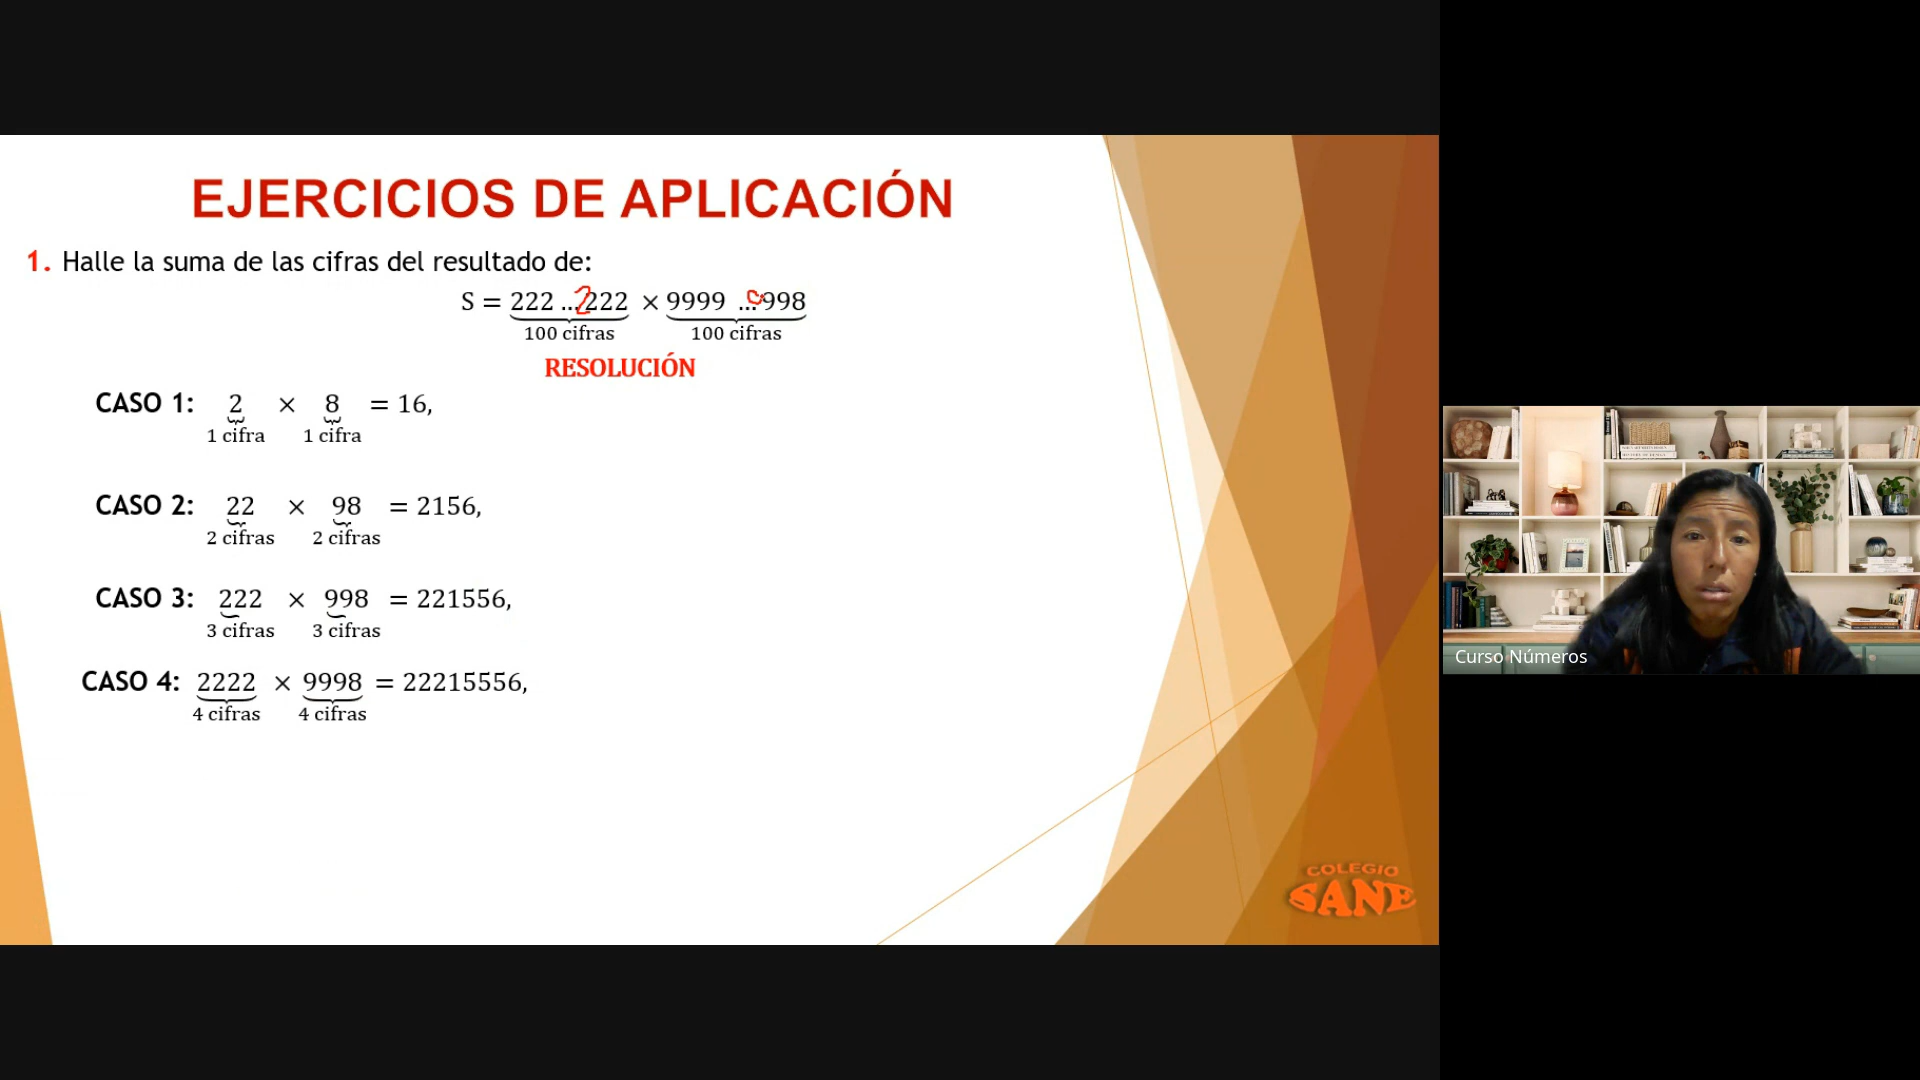 EJERCICIOS DE APLICACIÓN
1. Halle la suma de las cifras del resultado de:
S = 222 ...2222 × 9999 ...998
100 cifras 100 cifras
RESOLUCIÓN
CASO 1: 2 × 8 = 16,
1 cifra 1 cifra
CASO 2: 22 × 98 = 2156,
2 cifras 2 cifras
CASO 3: 222 × 998 = 221556,
3 cifras 3 cifras
CASO 4: 2222 × 9998 = 22215556,
4 cifras 4 cifras
COLEGIO
SANE
Curso Números